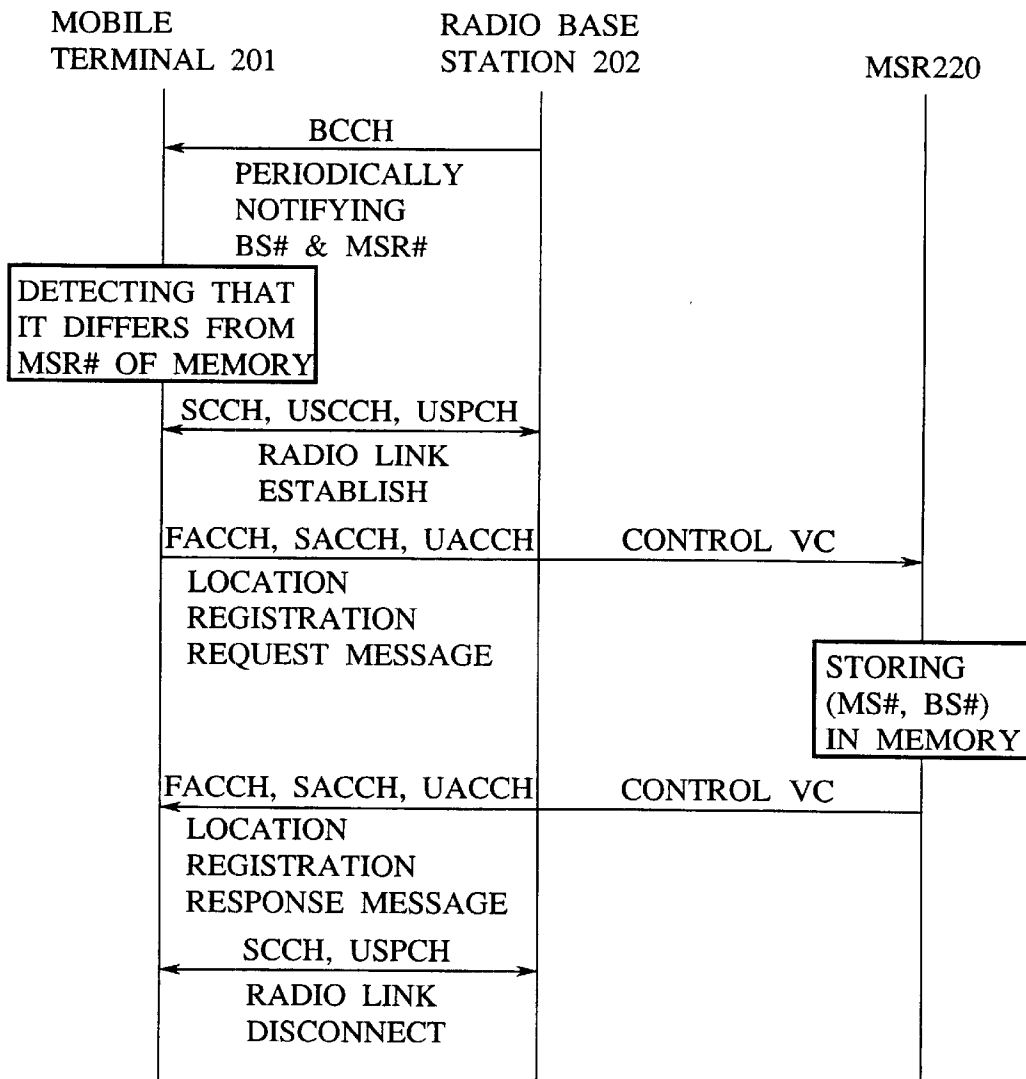 MOBILE
TERMINAL 201
RADIO BASE
STATION 202
MSR220
BCCH
PERIODICALLY
NOTIFYING
BS# & MSR#
DETECTING THAT
IT DIFFERS FROM
MSR# OF MEMORY
SCCH, USCCH, USPCH
RADIO LINK
ESTABLISH
FACCH, SACCH, UACCH
CONTROL VC
LOCATION
REGISTRATION
REQUEST MESSAGE
STORING
(MS#, BS#)
IN MEMORY
FACCH, SACCH, UACCH
CONTROL VC
LOCATION
REGISTRATION
RESPONSE MESSAGE
SCCH, USPCH
RADIO LINK
DISCONNECT